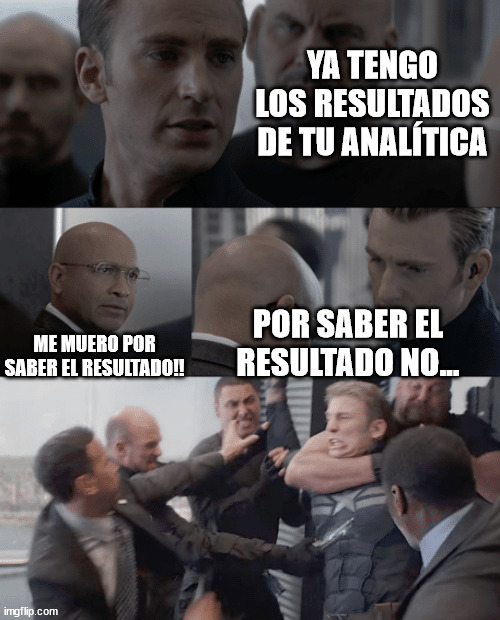 YA TENGO
LOS RESULTADOS
DE TU ANALÍTICA
ME MUERO POR
SABER EL RESULTADO!!
POR SABER EL
RESULTADO NO...
imgflip.com